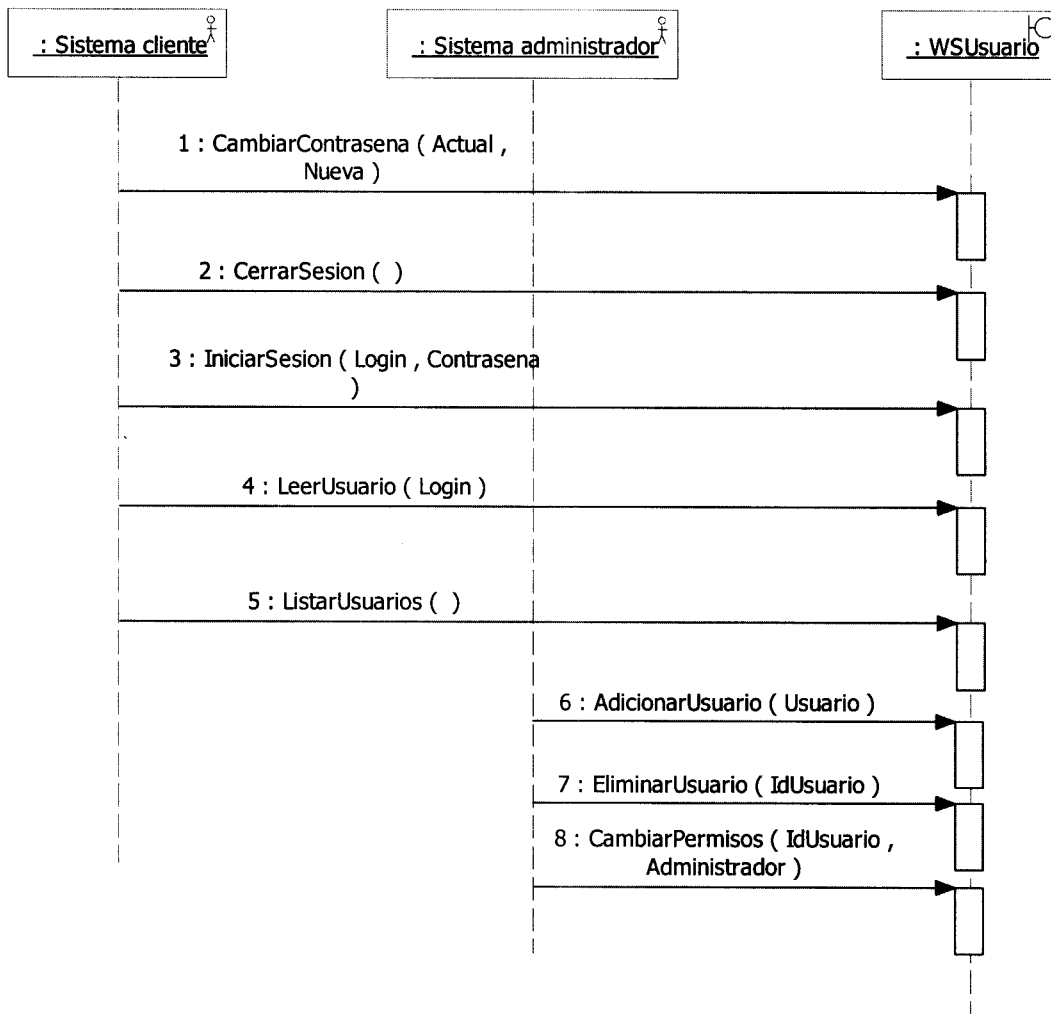 : Sistema cliente
: Sistema administrador
: WSUsuario
1 : CambiarContrasena ( Actual ,
Nueva )
2 : CerrarSesion ( )
3 : IniciarSesion ( Login , Contrasena
)
4 : LeerUsuario ( Login )
5 : ListarUsuarios ( )
6 : AdicionarUsuario ( Usuario )
7 : EliminarUsuario ( IdUsuario )
8 : CambiarPermisos ( IdUsuario ,
Administrador )